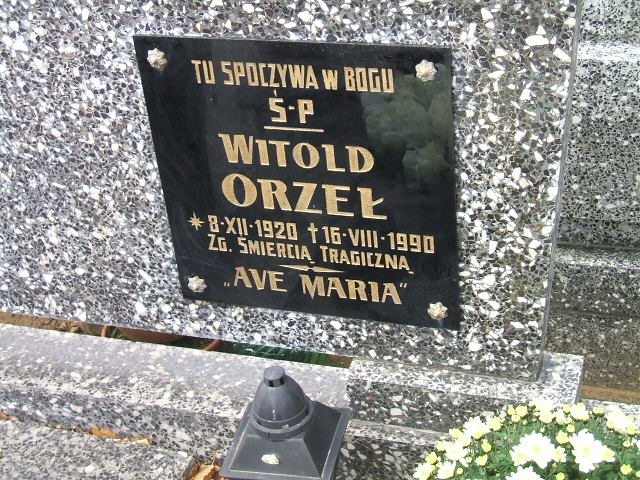 TU SPOCZYWA W BOGU
Ś-P
WITOLD
ORZEŁ
* 8·XII·1920 † 16·VIII·1990
ZG. ŚMIERCIĄ TRAGICZNĄ
„AVE MARIA"